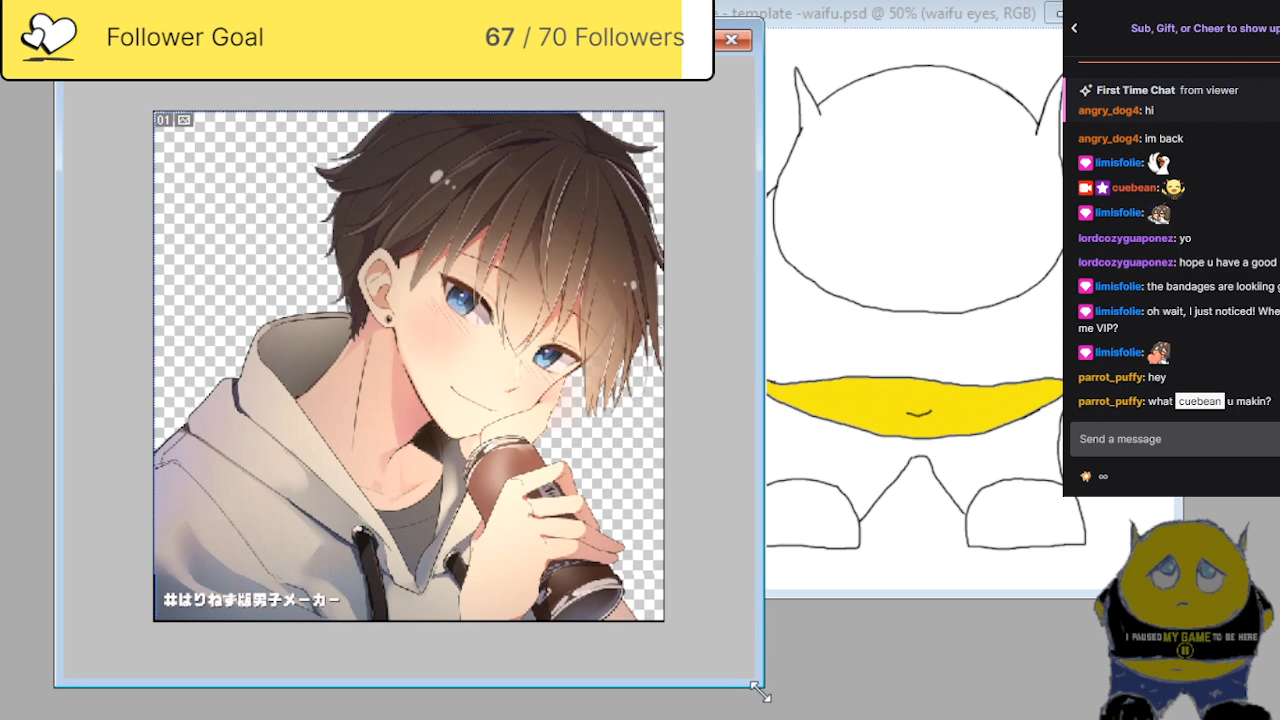 Follower Goal
67 / 70 Followers
- template -waifu.psd @ 50% (waifu eyes, RGB)
01
#はりねず版男子メーカー
Sub, Gift, or Cheer to show up
First Time Chat from viewer
angry_dog4: hi
angry_dog4: im back
limisfolie:
cuebean:
limisfolie:
lordcozyguaponez: yo
lordcozyguaponez: hope u have a good
limisfolie: the bandages are lookiing
limisfolie: oh wait, I just noticed!
me VIP?
limisfolie:
parrot_puffy: hey
parrot_puffy: what cuebean u makin?
Send a message
∞
I PAUSED MY GAME TO BE HERE